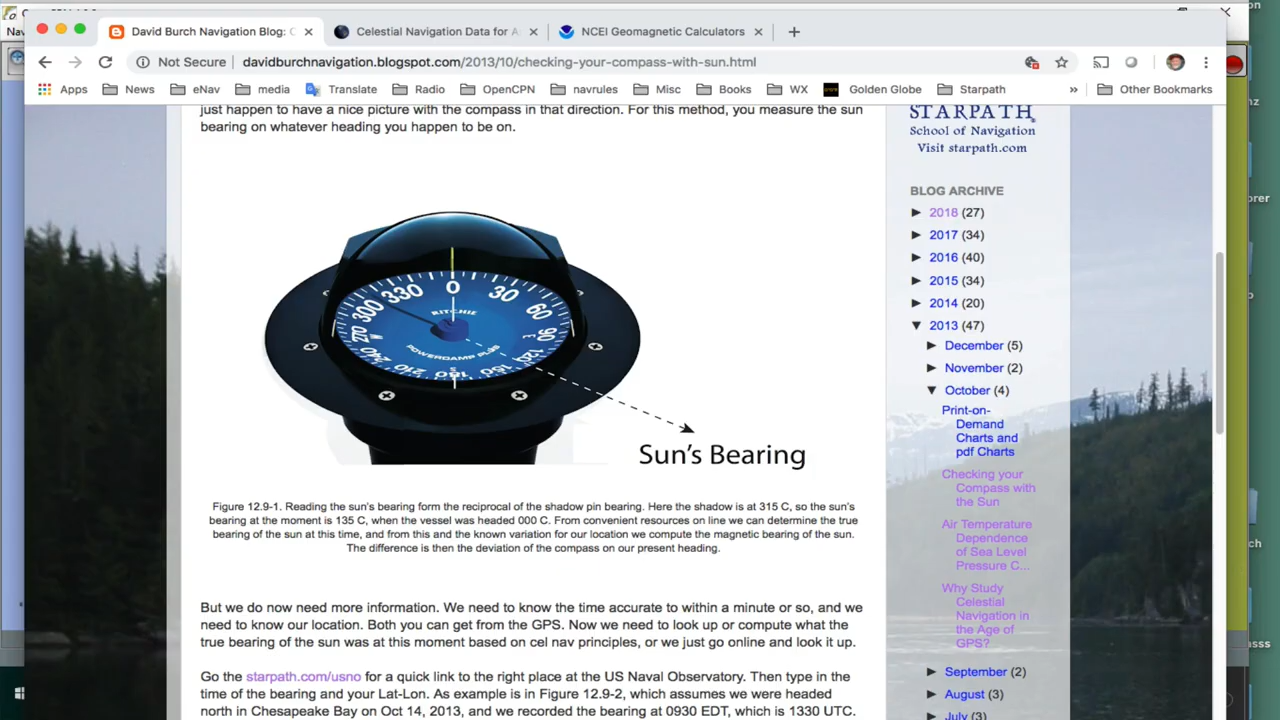 Nav
David Burch Navigation Blog: C
Celestial Navigation Data for A
NCEI Geomagnetic Calculators
Not Secure
davidburchnavigation.blogspot.com/2013/10/checking-your-compass-with-sun.html
Apps
News
eNav
media
Translate
Radio
OpenCPN
navrules
Misc
Books
WX
Golden Globe
Starpath
»
Other Bookmarks
just happen to have a nice picture with the compass in that direction. For this method, you measure the sun
bearing on whatever heading you happen to be on.
0
30
60
90
120
150
180
210
240
270
300
330
RITCHIE
POWERDAMP PLUS
Sun's Bearing
Figure 12.9-1. Reading the sun's bearing form the reciprocal of the shadow pin bearing. Here the shadow is at 315 C, so the sun's
bearing at the moment is 135 C, when the vessel was headed 000 C. From convenient resources on line we can determine the true
bearing of the sun at this time, and from this and the known variation for our location we compute the magnetic bearing of the sun.
The difference is then the deviation of the compass on our present heading.
But we do now need more information. We need to know the time accurate to within a minute or so, and we
need to know our location. Both you can get from the GPS. Now we need to look up or compute what the
true bearing of the sun was at this moment based on cel nav principles, or we just go online and look it up.
Go the starpath.com/usno for a quick link to the right place at the US Naval Observatory. Then type in the
time of the bearing and your Lat-Lon. As example is in Figure 12.9-2, which assumes we were headed
north in Chesapeake Bay on Oct 14, 2013, and we recorded the bearing at 0930 EDT, which is 1330 UTC.
STARPATH
School of Navigation
Visit starpath.com
BLOG ARCHIVE
► 2018 (27)
► 2017 (34)
► 2016 (40)
► 2015 (34)
► 2014 (20)
▼ 2013 (47)
► December (5)
► November (2)
▼ October (4)
Print-on-
Demand
Charts and
pdf Charts
Checking your
Compass with
the Sun
Air Temperature
Dependence
of Sea Level
Pressure C...
Why Study
Celestial
Navigation in
the Age of
GPS?
► September (2)
► August (3)
► July (3)